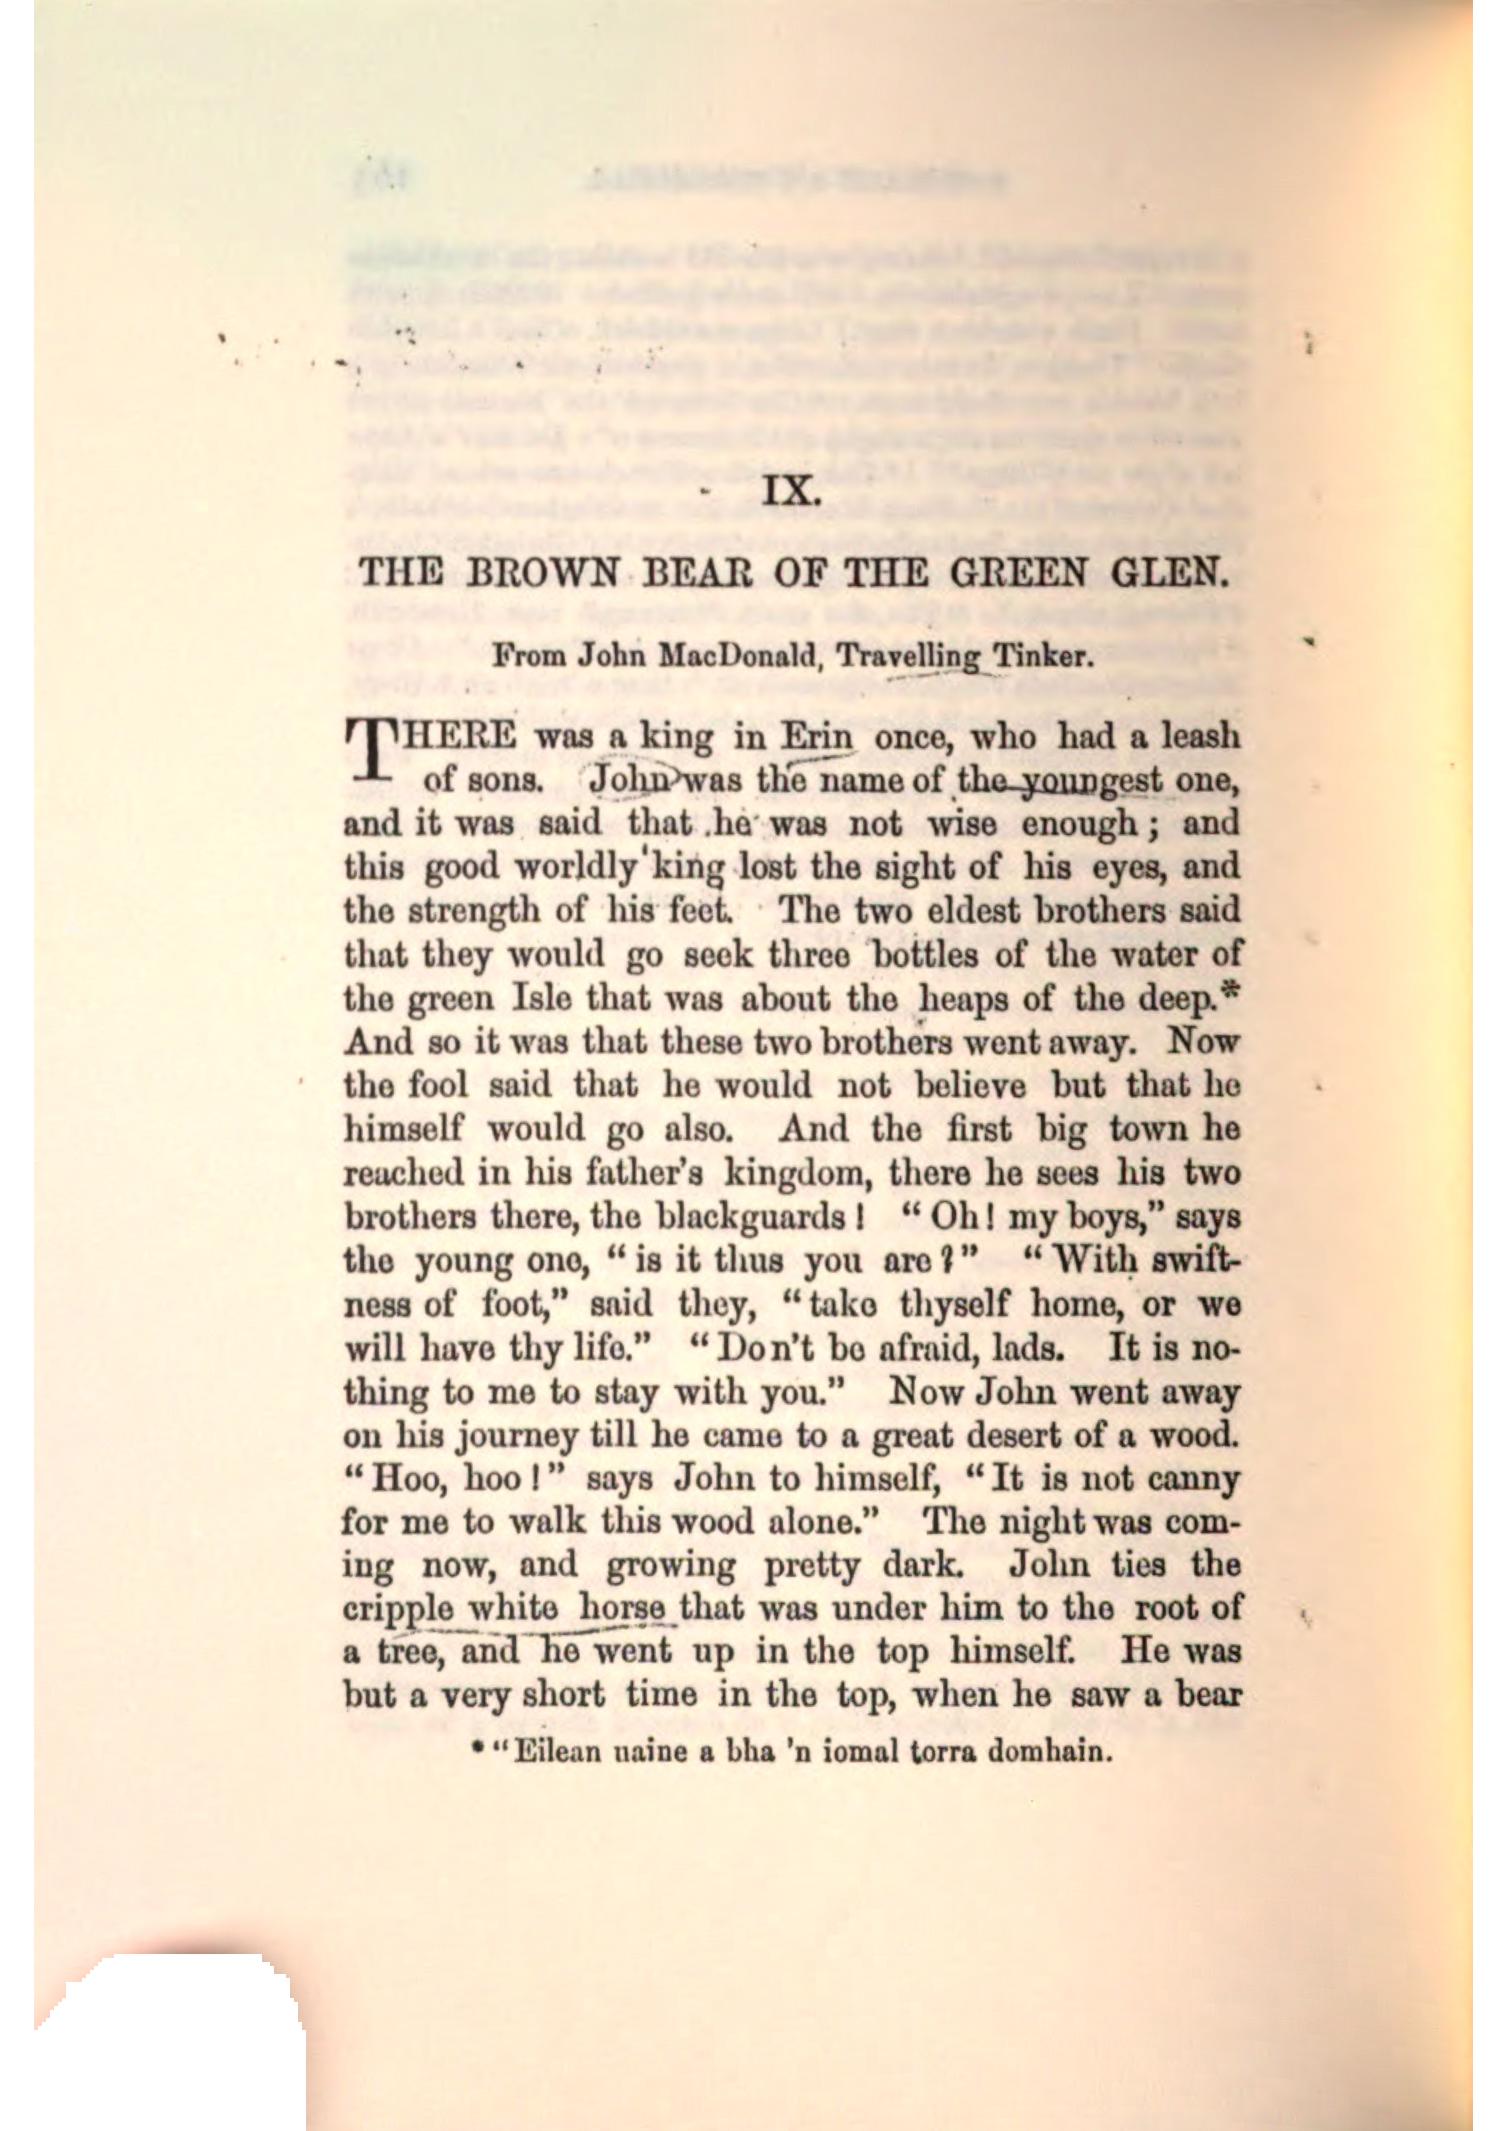 IX.
THE BROWN BEAR OF THE GREEN GLEN.
From John MacDonald, Travelling Tinker.
THERE was a king in Erin once, who had a leash
of sons. John was the name of the youngest one,
and it was said that he was not wise enough; and
this good worldly king lost the sight of his eyes, and
the strength of his feet. The two eldest brothers said
that they would go seek three bottles of the water of
the green Isle that was about the heaps of the deep.*
And so it was that these two brothers went away. Now
the fool said that he would not believe but that he
himself would go also. And the first big town he
reached in his father's kingdom, there he sees his two
brothers there, the blackguards! "Oh! my boys," says
the young one, "is it thus you are?" "With swift-
ness of foot," said they, "take thyself home, or we
will have thy life." "Don't be afraid, lads. It is no-
thing to me to stay with you." Now John went away
on his journey till he came to a great desert of a wood.
"Hoo, hoo!" says John to himself, "It is not canny
for me to walk this wood alone." The night was com-
ing now, and growing pretty dark. John ties the
cripple white horse that was under him to the root of
a tree, and he went up in the top himself. He was
but a very short time in the top, when he saw a bear
* "Eilean uaine a bha 'n iomal torra domhain.